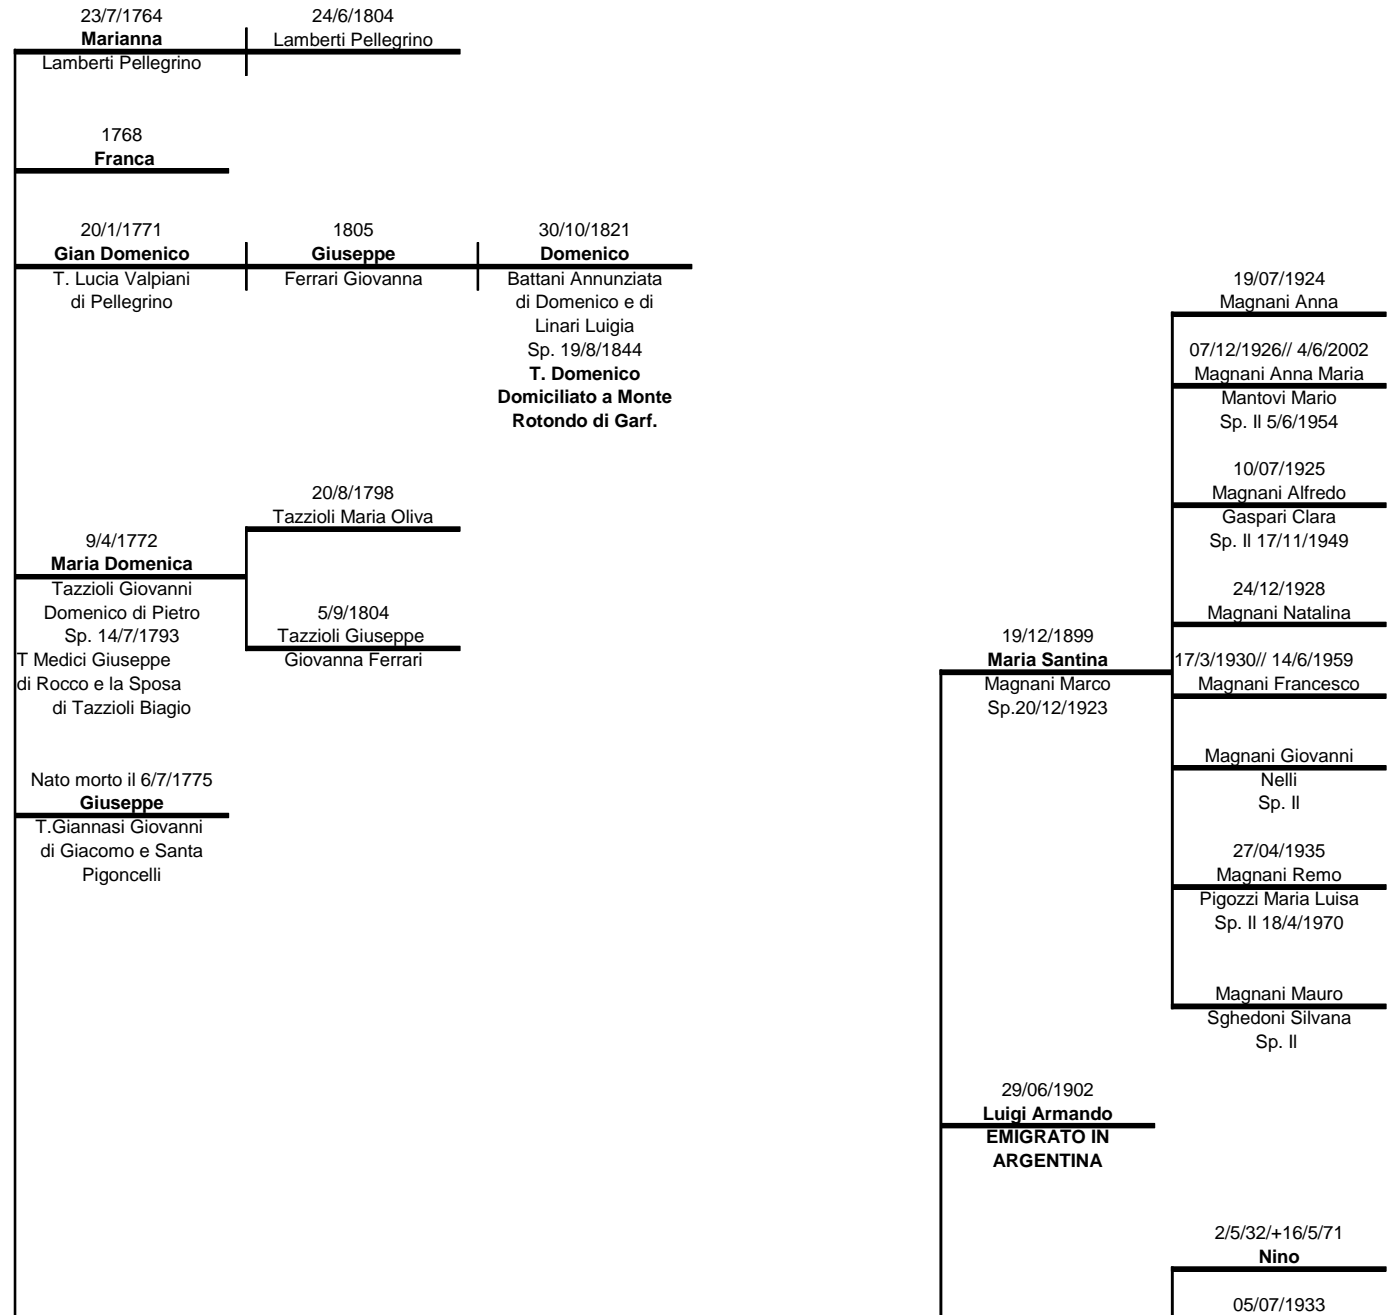 23/7/1764
Marianna
Lamberti Pellegrino
24/6/1804
Lamberti Pellegrino
1768
Franca
20/1/1771
Gian Domenico
T. Lucia Valpiani
di Pellegrino
1805
Giuseppe
Ferrari Giovanna
30/10/1821
Domenico
Battani Annunziata
di Domenico e di
Linari Luigia
Sp. 19/8/1844
T. Domenico
Domiciliato a Monte
Rotondo di Garf.
9/4/1772
Maria Domenica
Tazzioli Giovanni
Domenico di Pietro
Sp. 14/7/1793
T Medici Giuseppe
di Rocco e la Sposa
di Tazzioli Biagio
20/8/1798
Tazzioli Maria Oliva
5/9/1804
Tazzioli Giuseppe
Giovanna Ferrari
Nato morto il 6/7/1775
Giuseppe
T.Giannasi Giovanni
di Giacomo e Santa
Pigoncelli
19/12/1899
Maria Santina
Magnani Marco
Sp.20/12/1923
19/07/1924
Magnani Anna
07/12/1926// 4/6/2002
Magnani Anna Maria
Mantovi Mario
Sp. Il 5/6/1954
10/07/1925
Magnani Alfredo
Gaspari Clara
Sp. Il 17/11/1949
24/12/1928
Magnani Natalina
17/3/1930// 14/6/1959
Magnani Francesco
Magnani Giovanni
Nelli
Sp. Il
27/04/1935
Magnani Remo
Pigozzi Maria Luisa
Sp. Il 18/4/1970
Magnani Mauro
Sghedoni Silvana
Sp. Il
29/06/1902
Luigi Armando
EMIGRATO IN
ARGENTINA
2/5/32/+16/5/71
Nino
05/07/1933